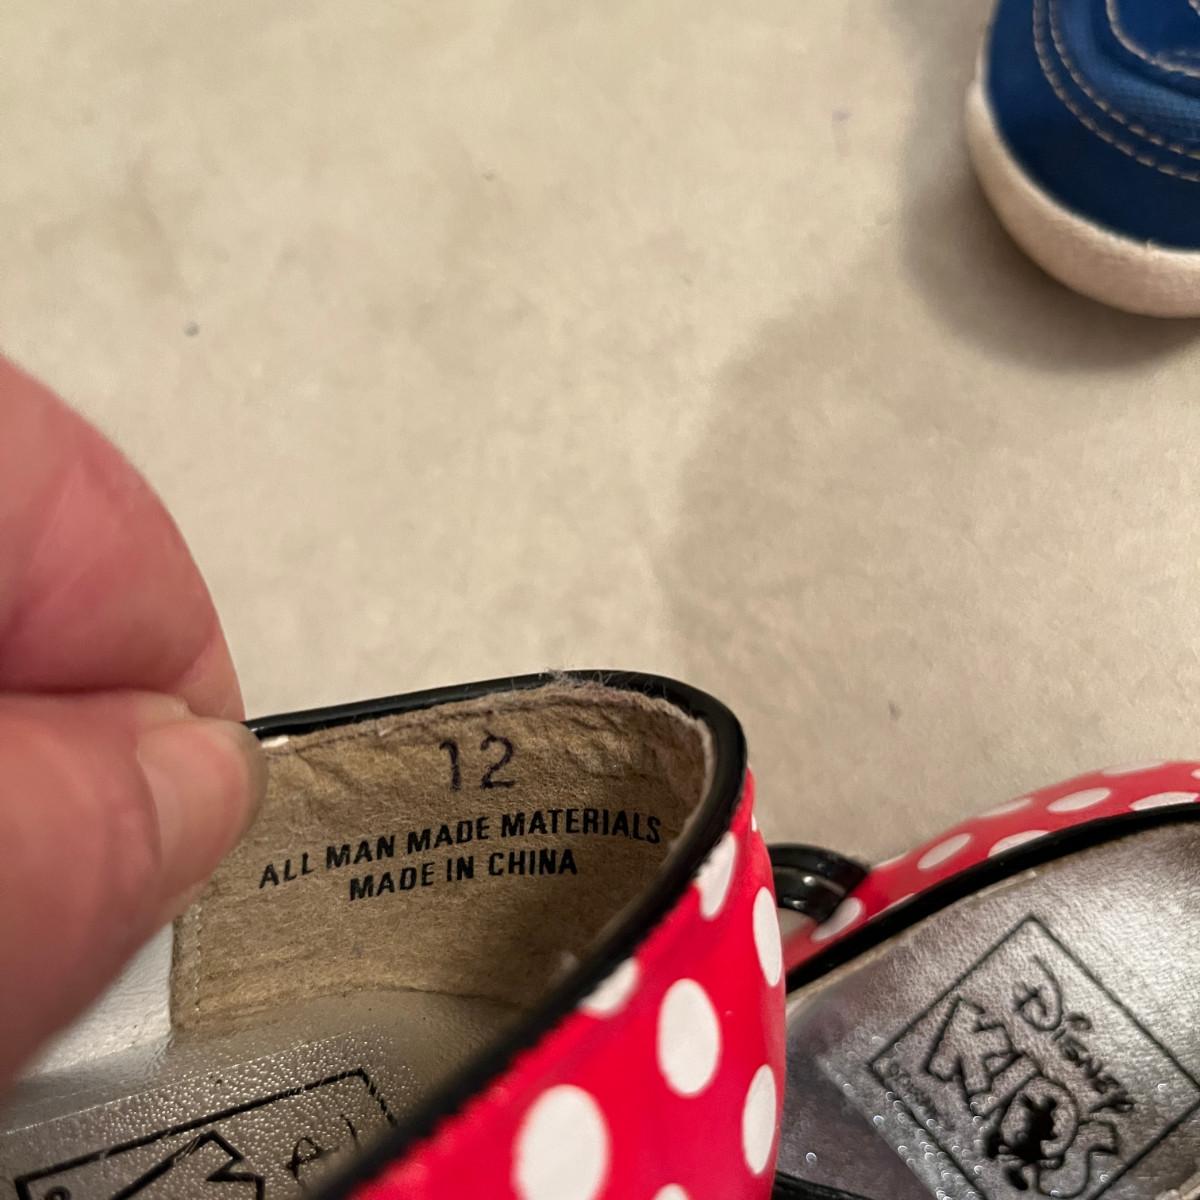 12
ALL MAN MADE MATERIALS
MADE IN CHINA
Disney
KIDS